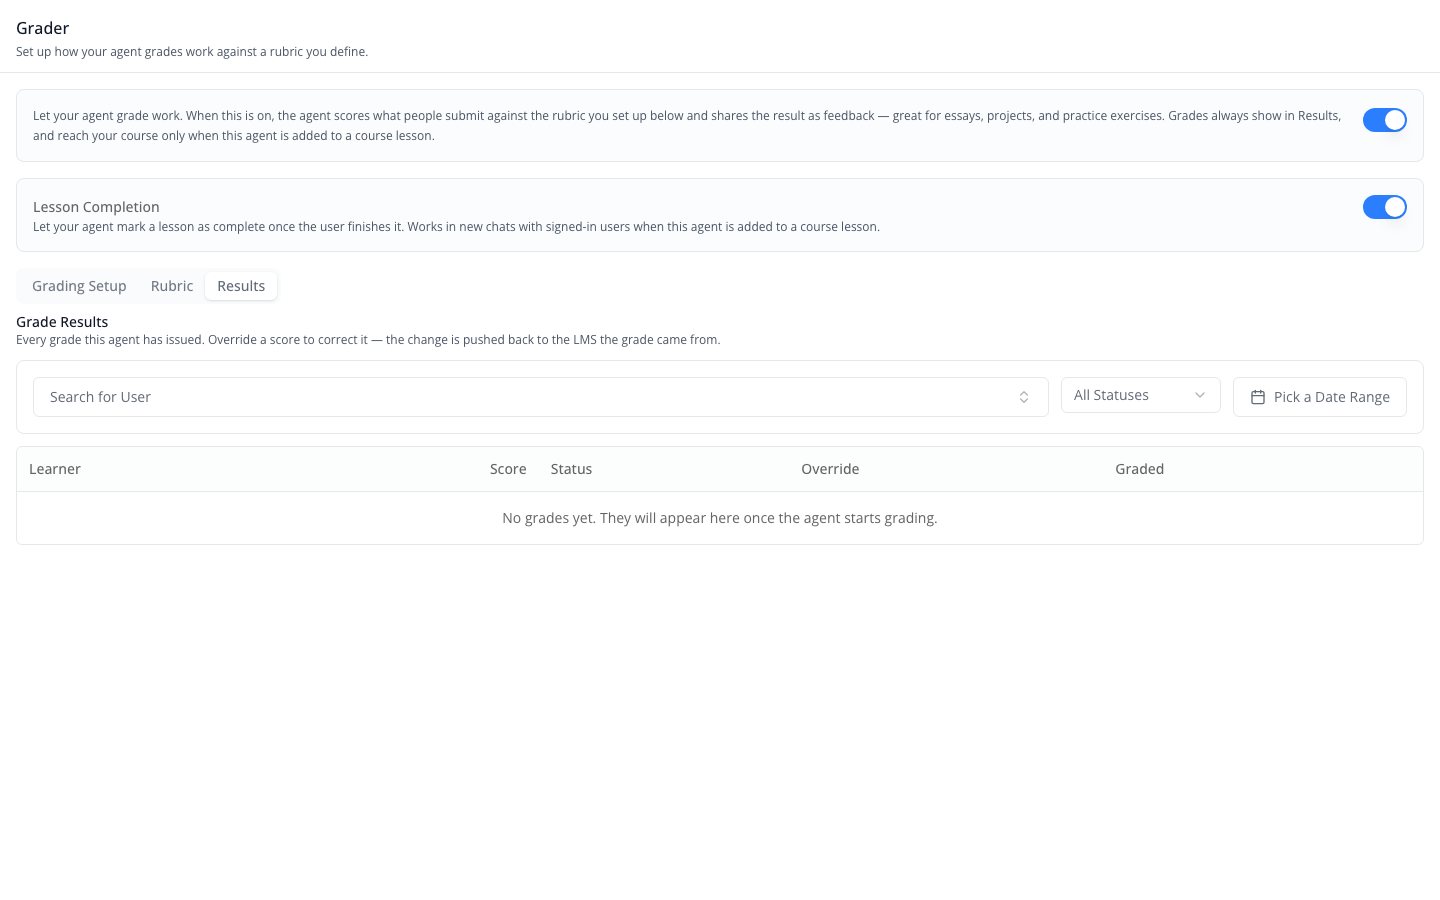 Grader
Set up how your agent grades work against a rubric you define.
Let your agent grade work. When this is on, the agent scores what people submit against the rubric you set up below and shares the result as feedback — great for essays, projects, and practice exercises. Grades always show in Results,
and reach your course only when this agent is added to a course lesson.
Lesson Completion
Let your agent mark a lesson as complete once the user finishes it. Works in new chats with signed-in users when this agent is added to a course lesson.
Grading Setup Rubric Results
Grade Results
Every grade this agent has issued. Override a score to correct it — the change is pushed back to the LMS the grade came from.
Search for User All Statuses Pick a Date Range
Learner Score Status Override Graded
No grades yet. They will appear here once the agent starts grading.